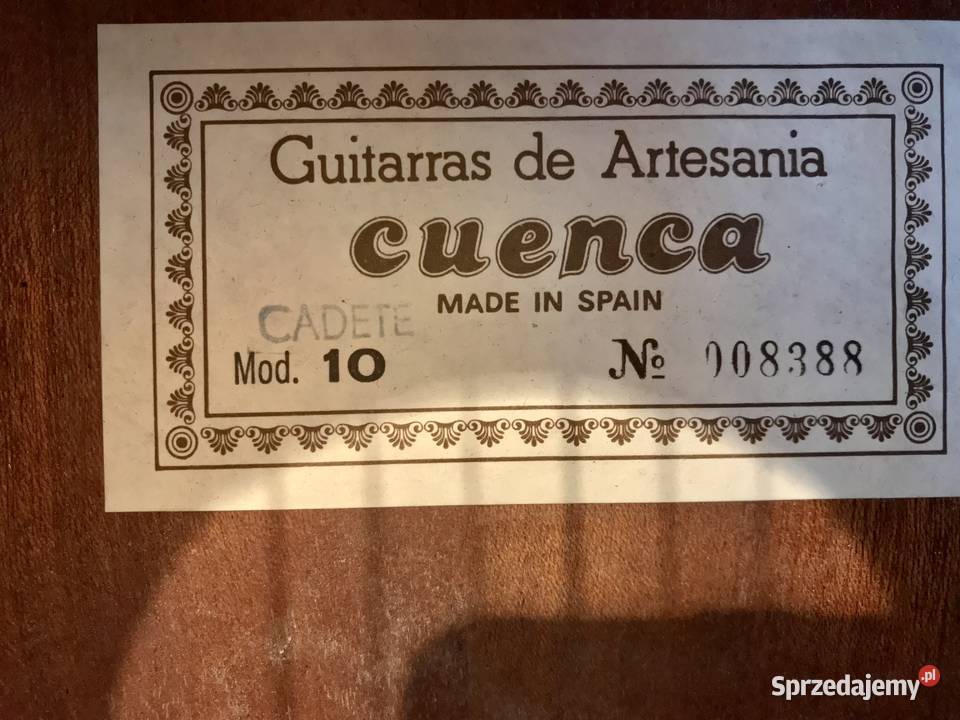 Guitarras de Artesania
cuenca
MADE IN SPAIN
CADETE
Mod. 10 № 008388
Sprzedajemy.pl